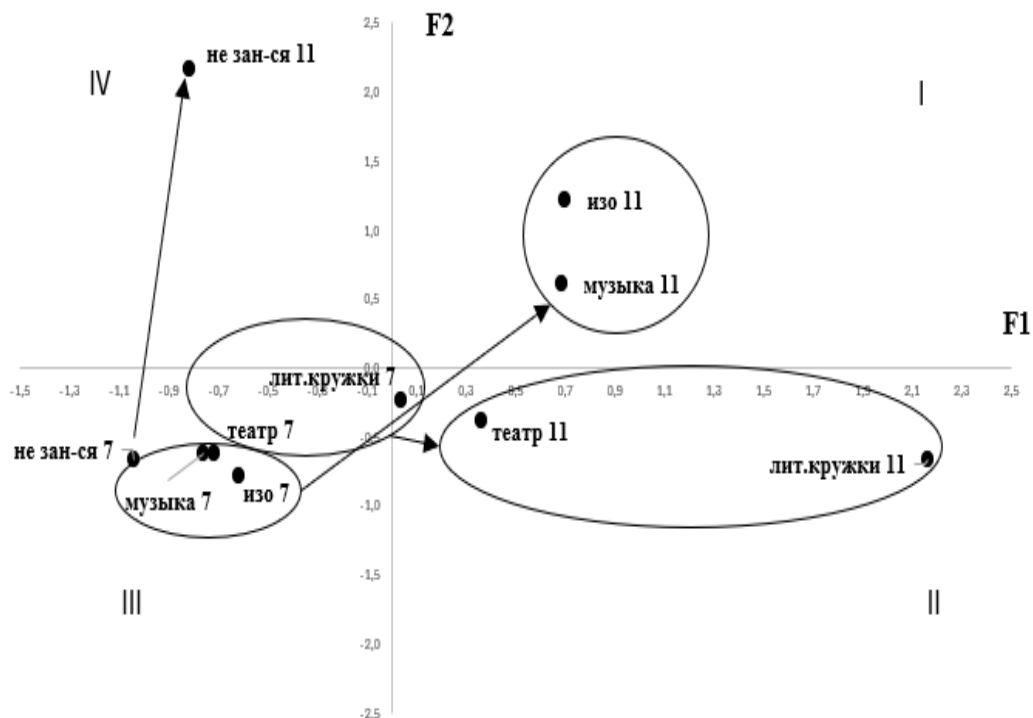 2,5
F2
не зан-ся 11
IV
I
2,0
1,5
изо 11
1,0
музыка 11
0,5
F1
0,0
лит.кружки 7
-1,5
-1,3
-1,1
-0,9
-0,7
-0,5
-0,3
-0,1
0,1
0,3
0,5
0,7
0,9
1,1
1,3
1,5
1,7
1,9
2,1
2,3
2,5
театр 7
театр 11
не зан-ся 7
лит.кружки 11
музыка 7
изо 7
-1,0
-1,5
III
II
-2,0
-2,5